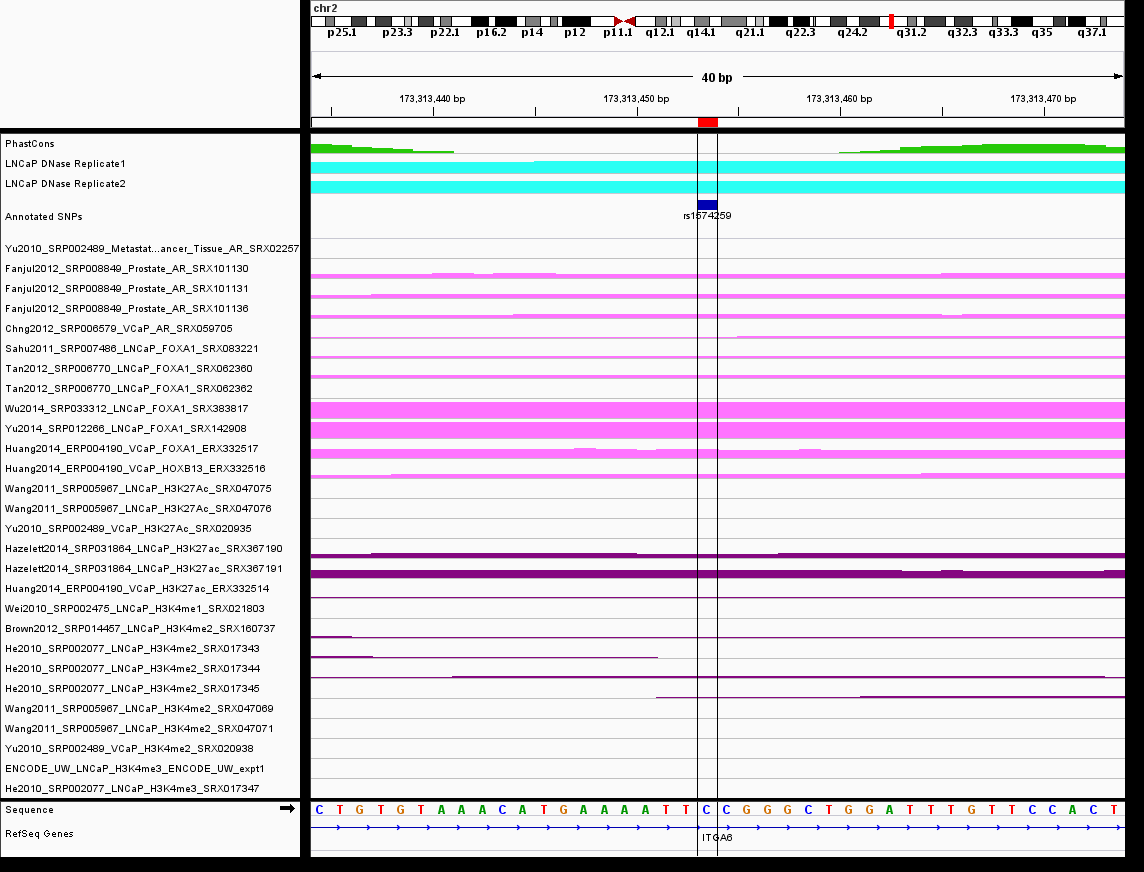 chr2
p25.1 p23.3 p22.1 p16.2 p14 p12 p11.1 q12.1 q14.1 q21.1 q22.3 q24.2 q31.2 q32.3 q33.3 q35 q37.1
40 bp
173,313,440 bp 173,313,450 bp 173,313,460 bp 173,313,470 bp
PhastCons
LNCaP DNase Replicate1
LNCaP DNase Replicate2
Annotated SNPs
rs1574259
Yu2010_SRP002489_Metastat...ancer_Tissue_AR_SRX02257
Fanjul2012_SRP008849_Prostate_AR_SRX101130
Fanjul2012_SRP008849_Prostate_AR_SRX101131
Fanjul2012_SRP008849_Prostate_AR_SRX101136
Chng2012_SRP006579_VCaP_AR_SRX059705
Sahu2011_SRP007486_LNCaP_FOXA1_SRX083221
Tan2012_SRP006770_LNCaP_FOXA1_SRX062360
Tan2012_SRP006770_LNCaP_FOXA1_SRX062362
Wu2014_SRP033312_LNCaP_FOXA1_SRX383817
Yu2014_SRP012266_LNCaP_FOXA1_SRX142908
Huang2014_ERP004190_VCaP_FOXA1_ERX332517
Huang2014_ERP004190_VCaP_HOXB13_ERX332516
Wang2011_SRP005967_LNCaP_H3K27Ac_SRX047075
Wang2011_SRP005967_LNCaP_H3K27Ac_SRX047076
Yu2010_SRP002489_VCaP_H3K27Ac_SRX020935
Hazelett2014_SRP031864_LNCaP_H3K27ac_SRX367190
Hazelett2014_SRP031864_LNCaP_H3K27ac_SRX367191
Huang2014_ERP004190_VCaP_H3K27ac_ERX332514
Wei2010_SRP002475_LNCaP_H3K4me1_SRX021803
Brown2012_SRP014457_LNCaP_H3K4me2_SRX160737
He2010_SRP002077_LNCaP_H3K4me2_SRX017343
He2010_SRP002077_LNCaP_H3K4me2_SRX017344
He2010_SRP002077_LNCaP_H3K4me2_SRX017345
Wang2011_SRP005967_LNCaP_H3K4me2_SRX047069
Wang2011_SRP005967_LNCaP_H3K4me2_SRX047071
Yu2010_SRP002489_VCaP_H3K4me2_SRX020938
ENCODE_UW_LNCaP_H3K4me3_ENCODE_UW_expt1
He2010_SRP002077_LNCaP_H3K4me3_SRX017347
Sequence C T G T G T A A A C A T G A A A A T T C C G G G C T G G A T T T G T T C C A C T
RefSeq Genes
ITGA6